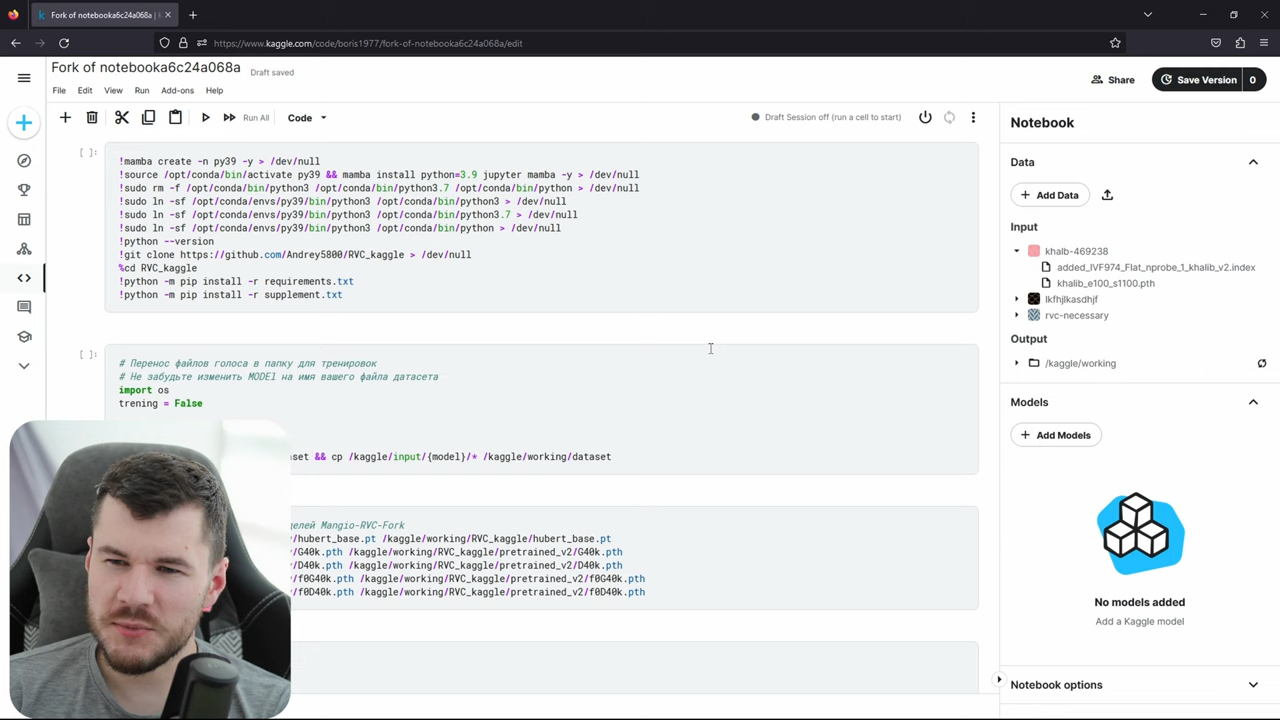 Fork of notebooka6c24a068a |
https://www.kaggle.com/code/boris1977/fork-of-notebooka6c24a068a/edit
Fork of notebooka6c24a068a
Draft saved
File Edit View Run Add-ons Help
Share
Save Version 0
Run All
Code
Draft Session off (run a cell to start)
[ ]:
!mamba create -n py39 -y > /dev/null
!source /opt/conda/bin/activate py39 && mamba install python=3.9 jupyter mamba -y > /dev/null
!sudo rm -f /opt/conda/bin/python3 /opt/conda/bin/python3.7 /opt/conda/bin/python > /dev/null
!sudo ln -sf /opt/conda/envs/py39/bin/python3 /opt/conda/bin/python3 > /dev/null
!sudo ln -sf /opt/conda/envs/py39/bin/python3 /opt/conda/bin/python3.7 > /dev/null
!sudo ln -sf /opt/conda/envs/py39/bin/python3 /opt/conda/bin/python > /dev/null
!python --version
!git clone https://github.com/Andrey5800/RVC_kaggle > /dev/null
%cd RVC_kaggle
!python -m pip install -r requirements.txt
!python -m pip install -r supplement.txt
[ ]:
# Перенос файлов голоса в папку для тренировок
# Не забудьте изменить MODEl на имя вашего файла датасета
import os
trening = False
set && cp /kaggle/input/{model}/* /kaggle/working/dataset
делей Mangio-RVC-Fork
/hubert_base.pt /kaggle/working/RVC_kaggle/hubert_base.pt
/G40k.pth /kaggle/working/RVC_kaggle/pretrained_v2/G40k.pth
/D40k.pth /kaggle/working/RVC_kaggle/pretrained_v2/D40k.pth
/f0G40k.pth /kaggle/working/RVC_kaggle/pretrained_v2/f0G40k.pth
/f0D40k.pth /kaggle/working/RVC_kaggle/pretrained_v2/f0D40k.pth
Notebook
Data
Add Data
Input
khalb-469238
added_IVF974_Flat_nprobe_1_khalib_v2.index
khalib_e100_s1100.pth
lkfhjlkasdhjf
rvc-necessary
Output
/kaggle/working
Models
Add Models
No models added
Add a Kaggle model
Notebook options